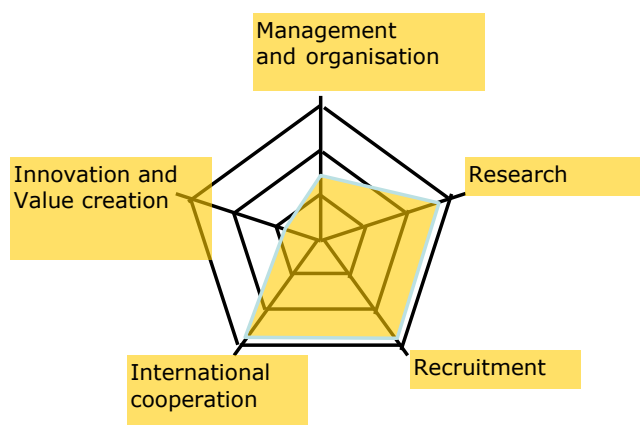 Management
and organisation
Innovation and
Value creation
Research
International
cooperation
Recruitment